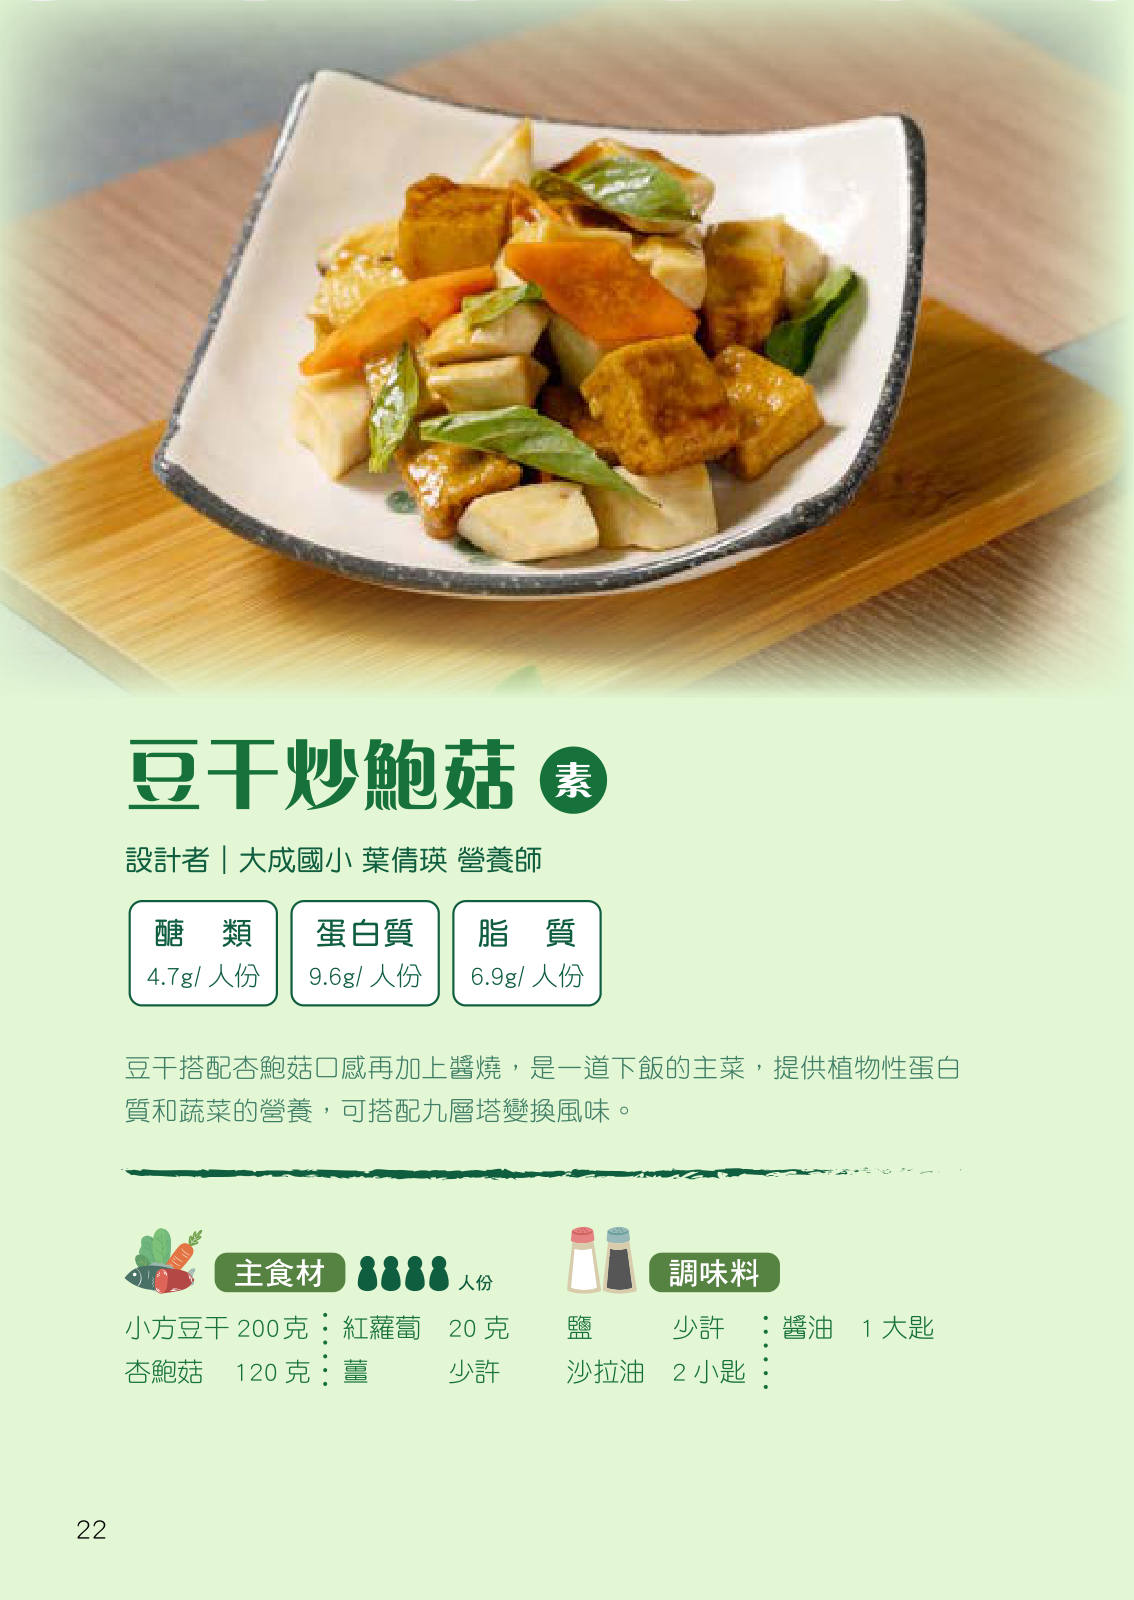 豆干炒鮑菇 素
設計者｜大成國小 葉倩瑛 營養師
醣 類 蛋白質 脂 質
4.7g/ 人份 9.6g/ 人份 6.9g/ 人份
豆干搭配杏鮑菇口感再加上醬燒，是一道下飯的主菜，提供植物性蛋白
質和蔬菜的營養，可搭配九層塔變換風味。
主食材 人份 調味料
小方豆干 200 克 紅蘿蔔 20 克 鹽 少許 醬油 1 大匙
杏鮑菇 120 克 薑 少許 沙拉油 2 小匙
22